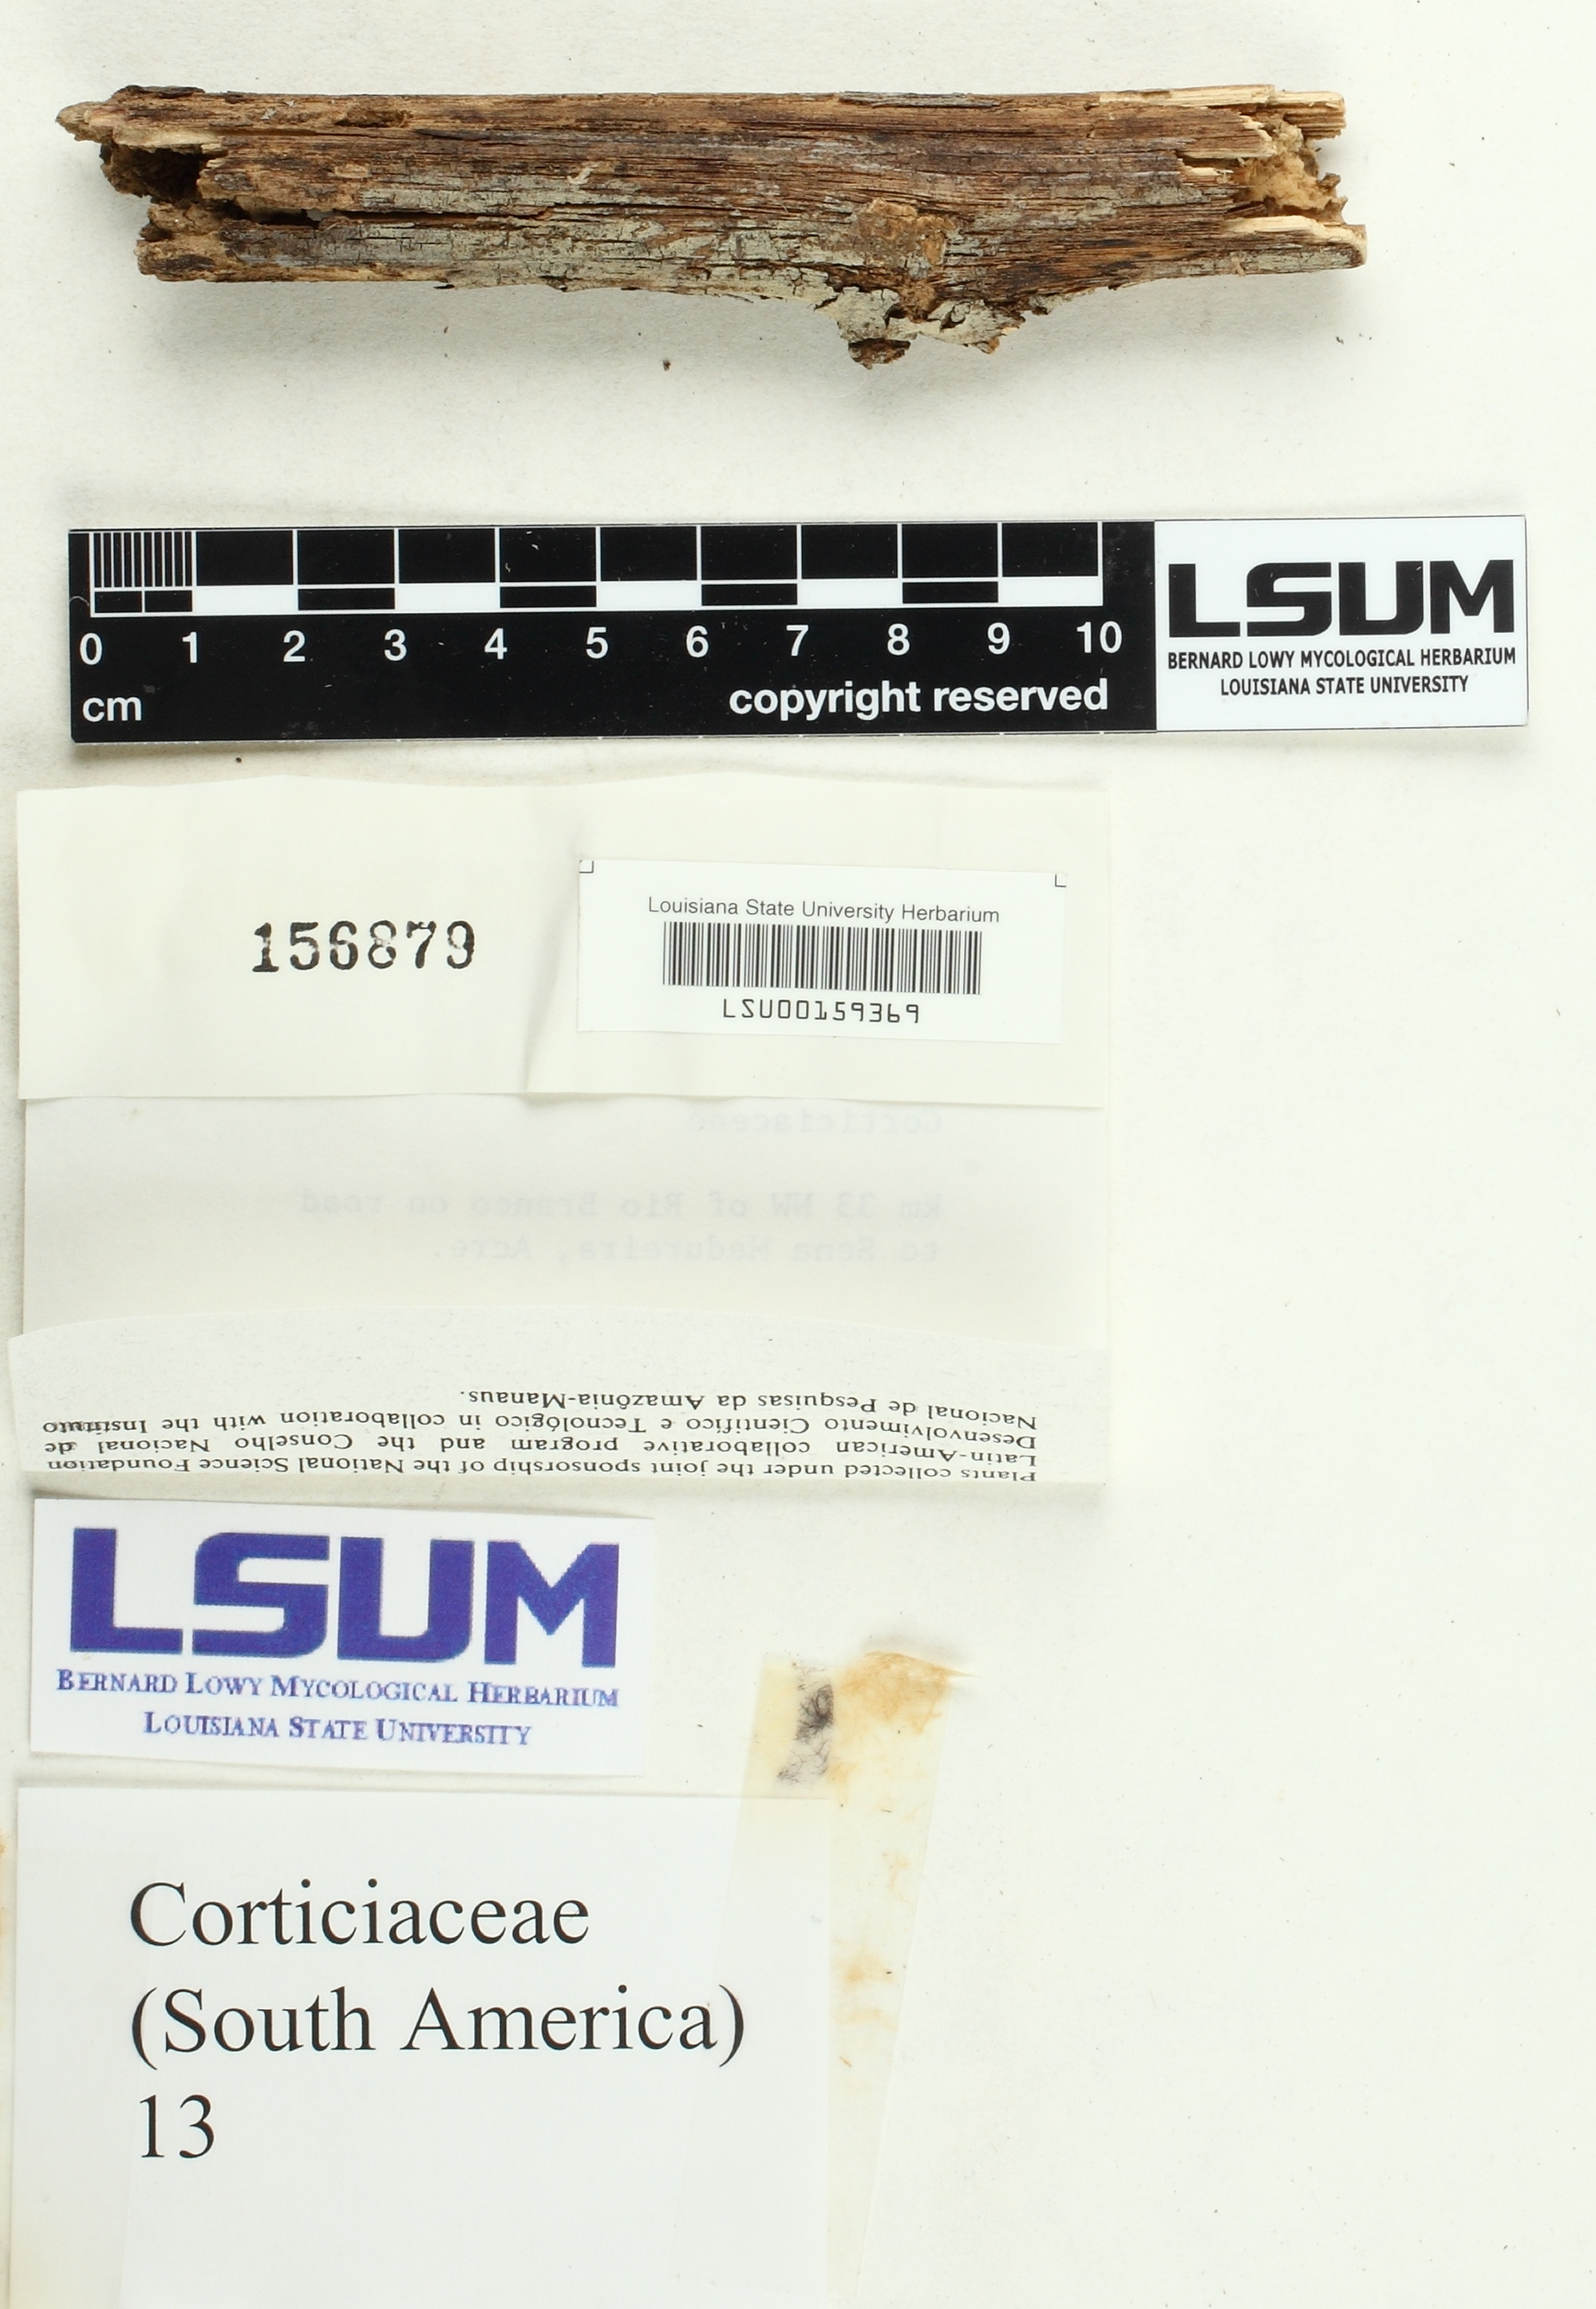 0 1 2 3 4 5 6 7 8 9 10
cm copyright reserved
LSUM
BERNARD LOWY MYCOLOGICAL HERBARIUM
LOUISIANA STATE UNIVERSITY
156879
Louisiana State University Herbarium
LSU00159369
Corticiaceae
km 33 NW of Rio Branco on road
to Sena Madureira, Acre.
Plants collected under the joint sponsorship of the National Science Foundation
Latin-American collaborative program and the Conselho Nacional de
Desenvolvimento Científico e Tecnológico in collaboration with the Instituto
Nacional de Pesquisas da Amazônia-Manaus.
LSUM
BERNARD LOWY MYCOLOGICAL HERBARIUM
LOUISIANA STATE UNIVERSITY
Corticiaceae
(South America)
13